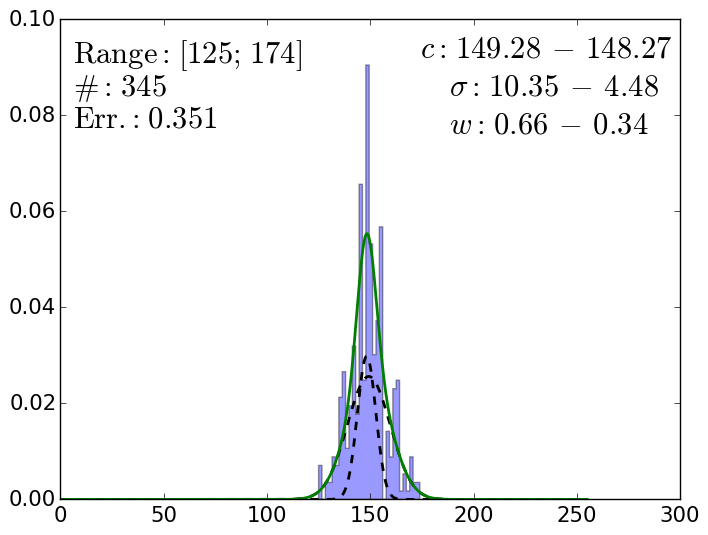 0.10
0.08
0.06
0.04
0.02
0.00
Range: [125; 174]
#: 345
Err.: 0.351
c: 149.28 − 148.27
σ: 10.35 − 4.48
w: 0.66 − 0.34
0 50 100 150 200 250 300